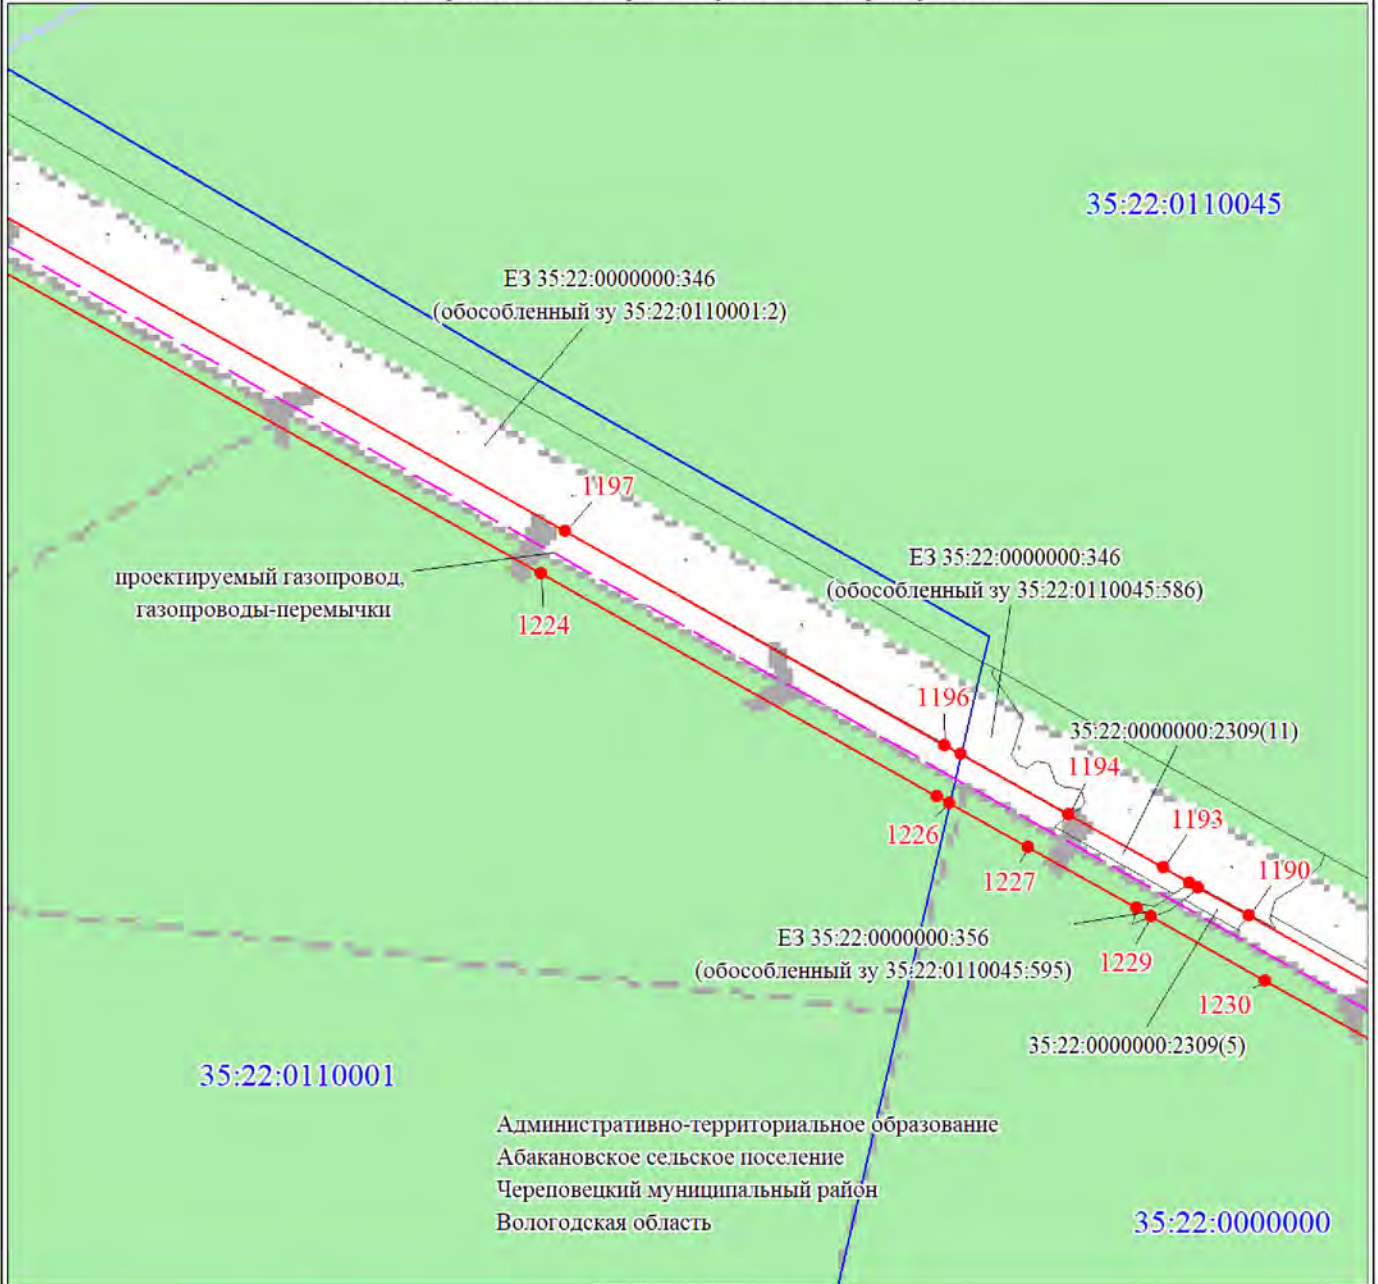 35:22:0110045
ЕЗ 35:22:0000000:346
(обособленный зу 35:22:0110001:2)
1197
ЕЗ 35:22:0000000:346
(обособленный зу 35:22:0110045:586)
проектируемый газопровод,
газопроводы-перемычки
1224
1196
35:22:0000000:2309(11)
1194
1193
1226
1190
1227
ЕЗ 35:22:0000000:356
(обособленный зу 35:22:0110045:595)
1229
1230
35:22:0000000:2309(5)
35:22:0110001
Административно-территориальное образование
Абакановское сельское поселение
Череповецкий муниципальный район
Вологодская область
35:22:0000000